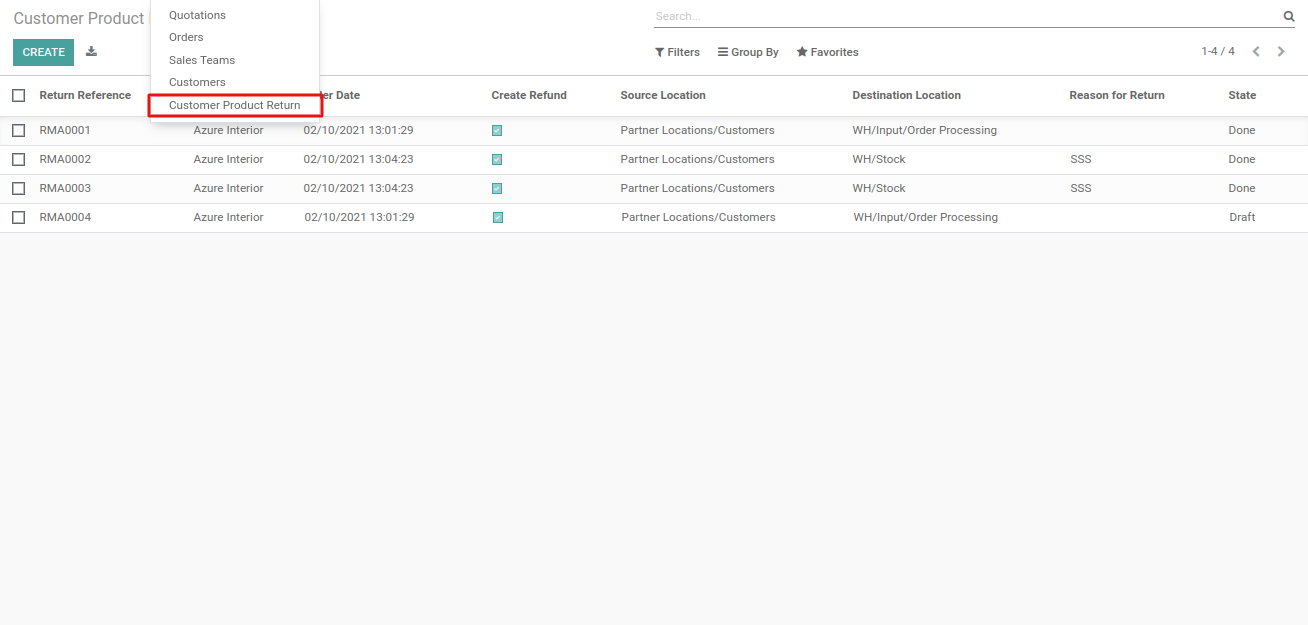 Customer Product
Quotations
Orders
Sales Teams
Customers
Customer Product Return
Search...
CREATE
Filters Group By Favorites
1-4 / 4
Return Reference Date Create Refund Source Location Destination Location Reason for Return State
RMA0001 Azure Interior 02/10/2021 13:01:29 Partner Locations/Customers WH/Input/Order Processing Done
RMA0002 Azure Interior 02/10/2021 13:04:23 Partner Locations/Customers WH/Stock SSS Done
RMA0003 Azure Interior 02/10/2021 13:04:23 Partner Locations/Customers WH/Stock SSS Done
RMA0004 Azure Interior 02/10/2021 13:01:29 Partner Locations/Customers WH/Input/Order Processing Draft